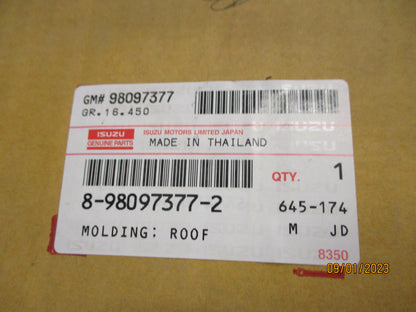 GM# 98097377
GR.16.450
ISUZU
GENUINE PARTS
ISUZU MOTORS LIMITED JAPAN
MADE IN THAILAND
ISUZU
QTY. 1
8-98097377-2
645-174
MOLDING: ROOF
M JD
8350
09/01/2023